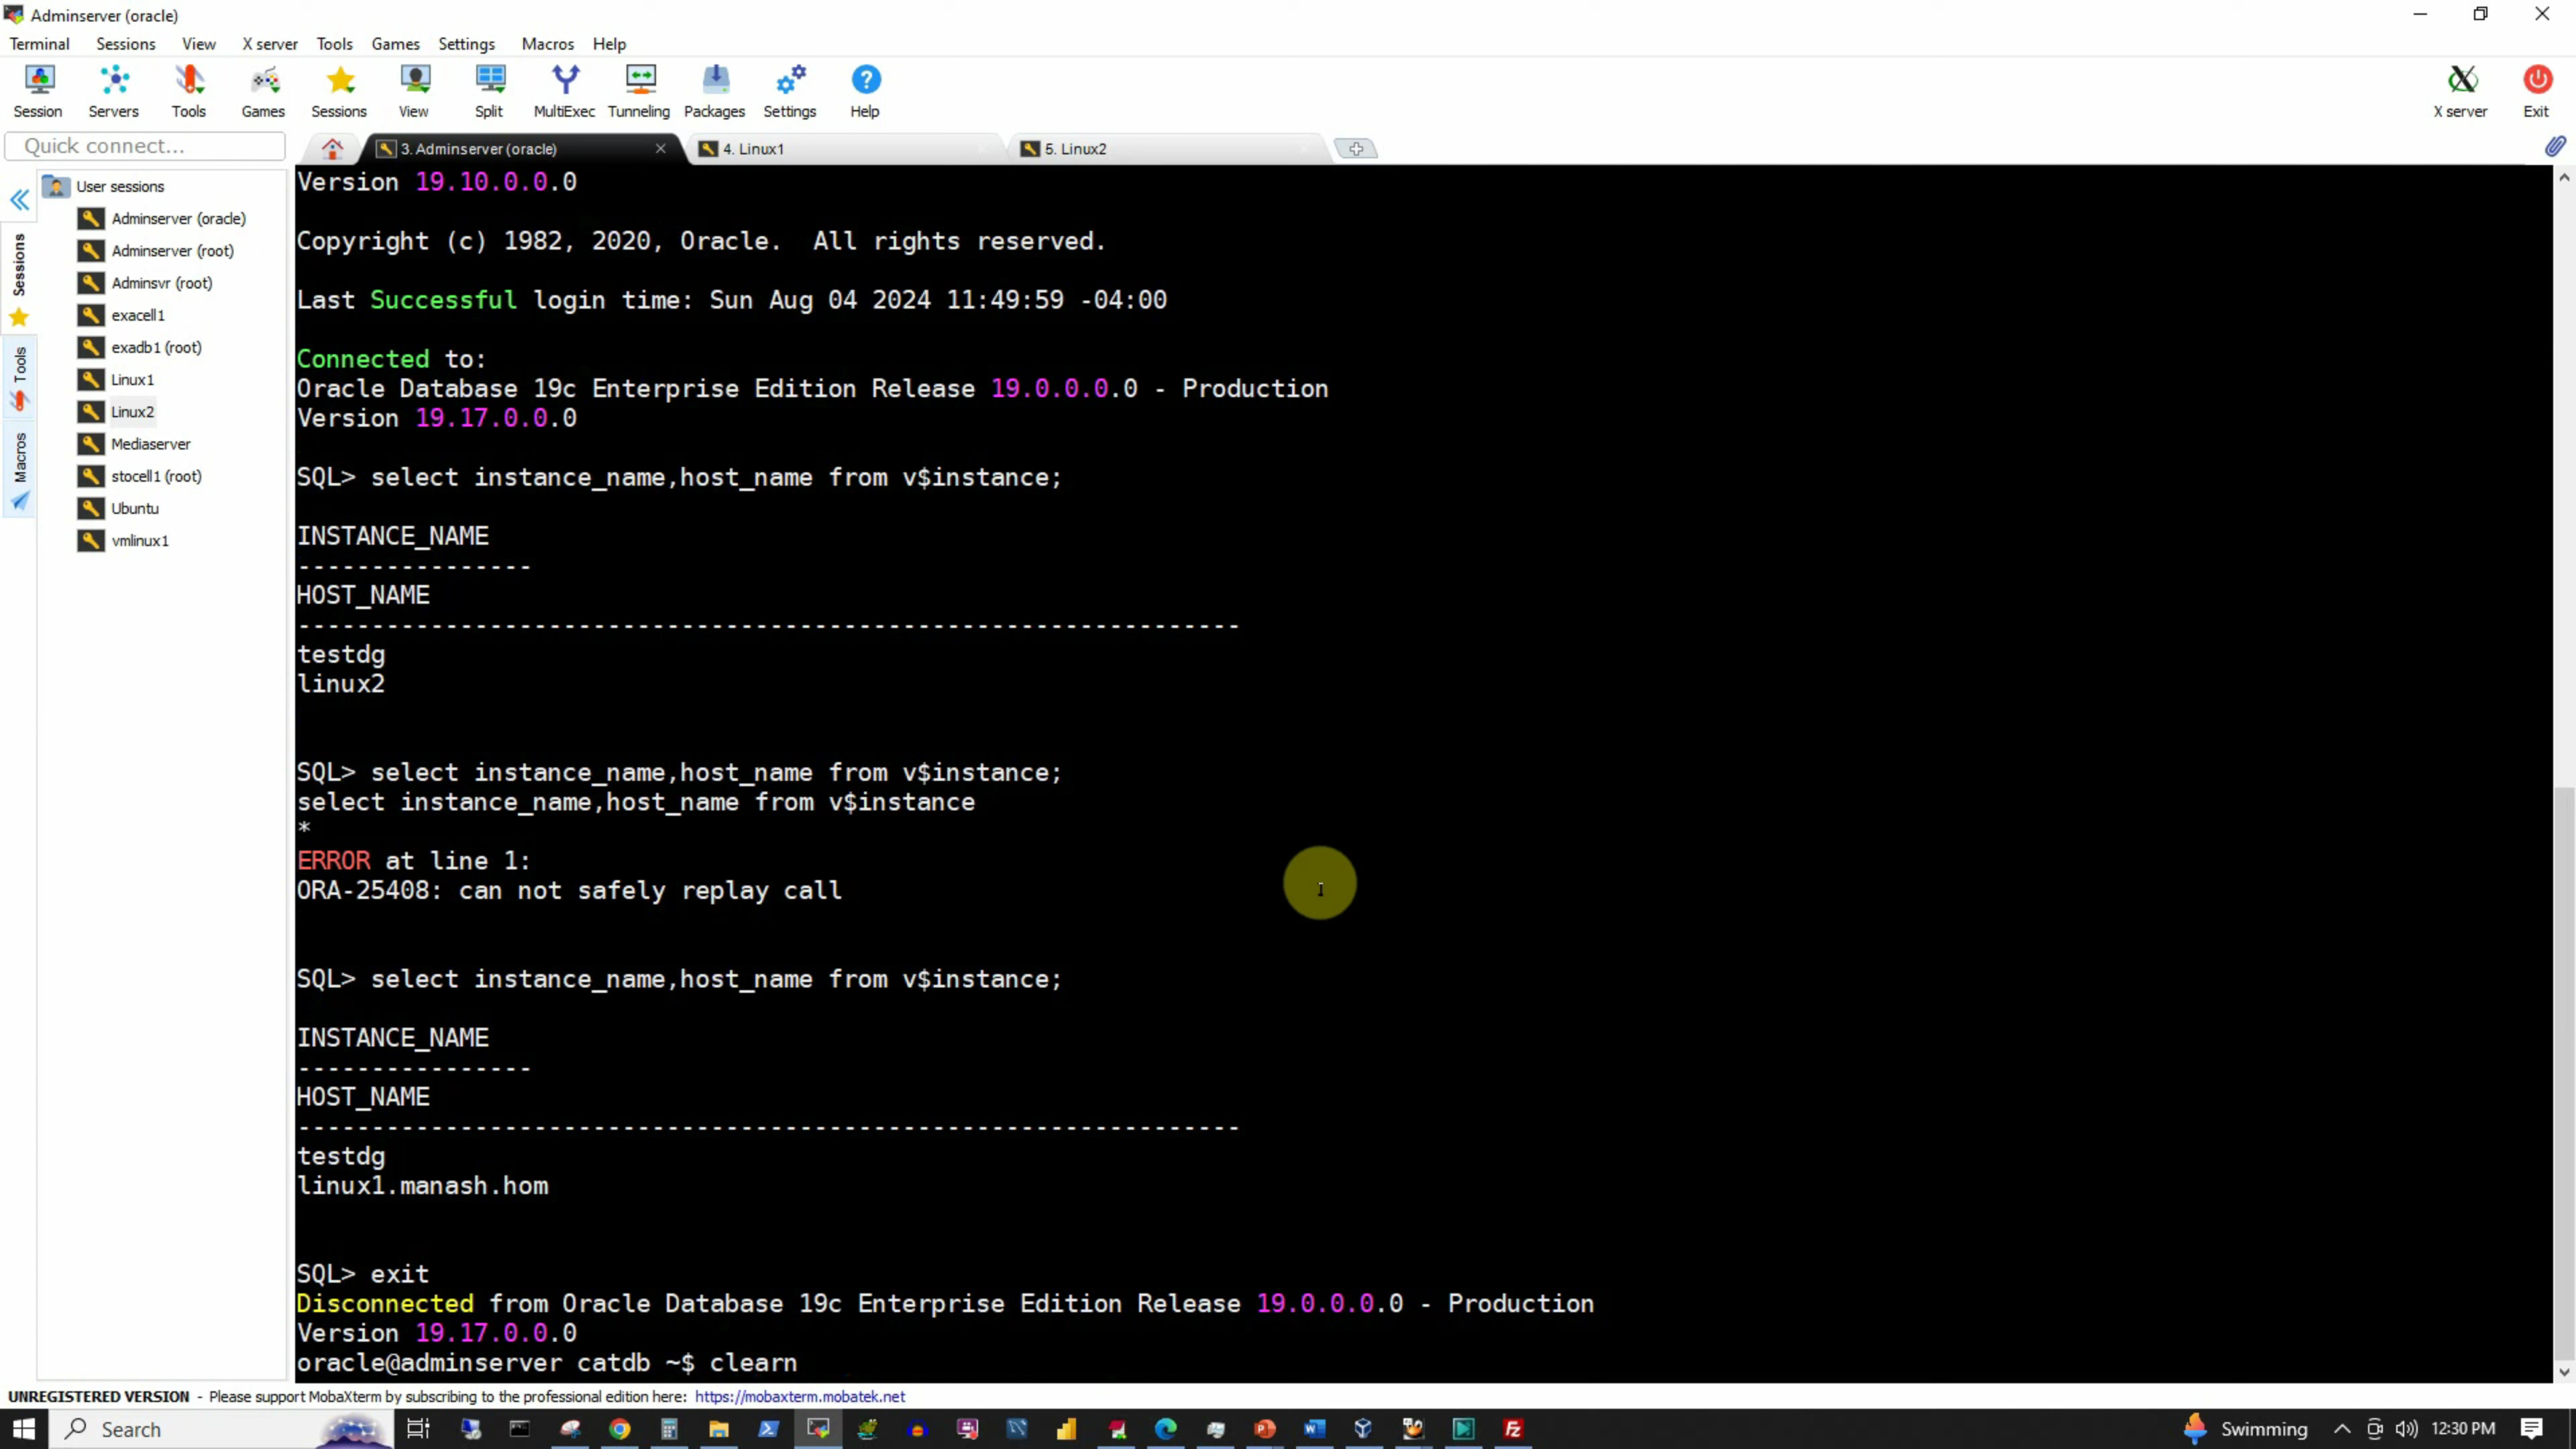 Adminserver (oracle)
Terminal Sessions View X server Tools Games Settings Macros Help
Session Servers Tools Games Sessions View Split MultiExec Tunneling Packages Settings Help X server Exit
Quick connect...
3. Adminserver (oracle) 4. Linux1 5. Linux2
Sessions
Tools
Macros
User sessions
Adminserver (oracle)
Adminserver (root)
Adminsvr (root)
exacell1
exadb1 (root)
Linux1
Linux2
Mediaserver
stocell1 (root)
Ubuntu
vmlinux1
Version 19.10.0.0.0
Copyright (c) 1982, 2020, Oracle.  All rights reserved.
Last Successful login time: Sun Aug 04 2024 11:49:59 -04:00
Connected to:
Oracle Database 19c Enterprise Edition Release 19.0.0.0.0 - Production
Version 19.17.0.0.0
SQL> select instance_name,host_name from v$instance;
INSTANCE_NAME
----------------
HOST_NAME
----------------------------------------------------------------
testdg
linux2
SQL> select instance_name,host_name from v$instance;
select instance_name,host_name from v$instance
*
ERROR at line 1:
ORA-25408: can not safely replay call
SQL> select instance_name,host_name from v$instance;
INSTANCE_NAME
----------------
HOST_NAME
----------------------------------------------------------------
testdg
linux1.manash.hom
SQL> exit
Disconnected from Oracle Database 19c Enterprise Edition Release 19.0.0.0.0 - Production
Version 19.17.0.0.0
oracle@adminserver catdb ~$ clearn
UNREGISTERED VERSION - Please support MobaXterm by subscribing to the professional edition here: https://mobaxterm.mobatek.net
Search
Swimming
12:30 PM